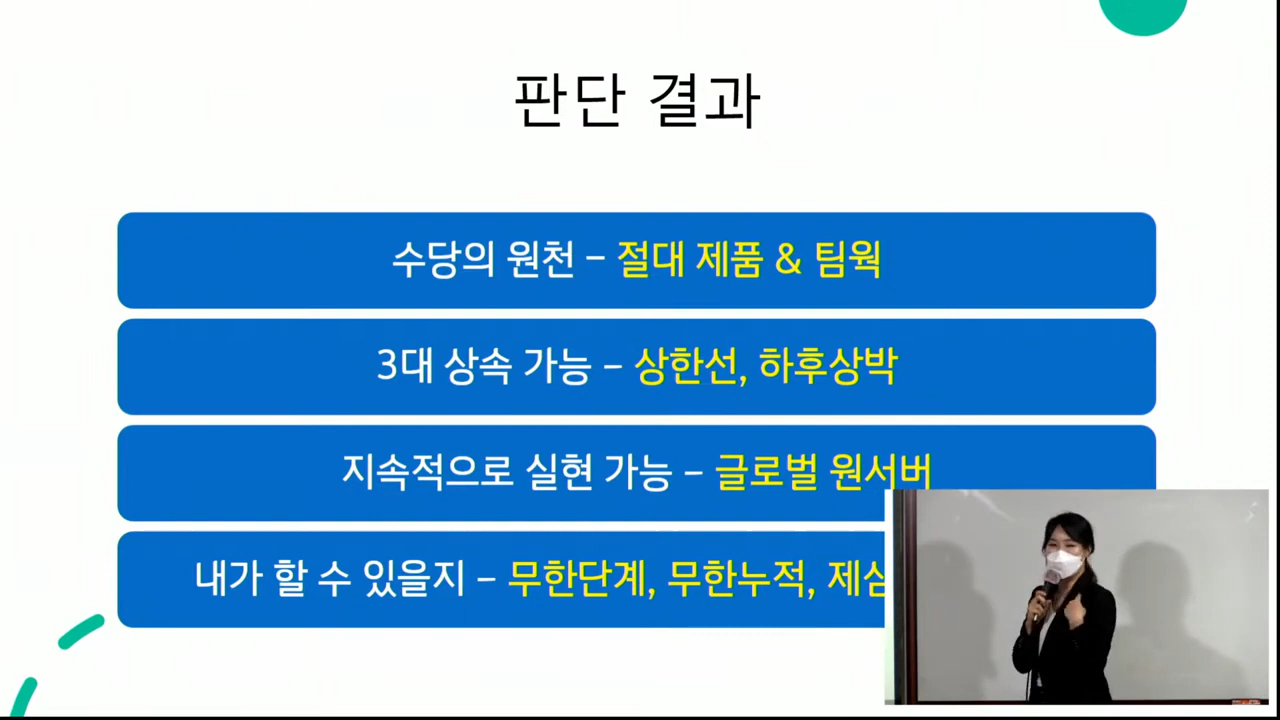 판단 결과
수당의 원천 – 절대 제품 & 팀웍
3대 상속 가능 – 상한선, 하후상박
지속적으로 실현 가능 – 글로벌 원서버
내가 할 수 있을지 – 무한단계, 무한누적,